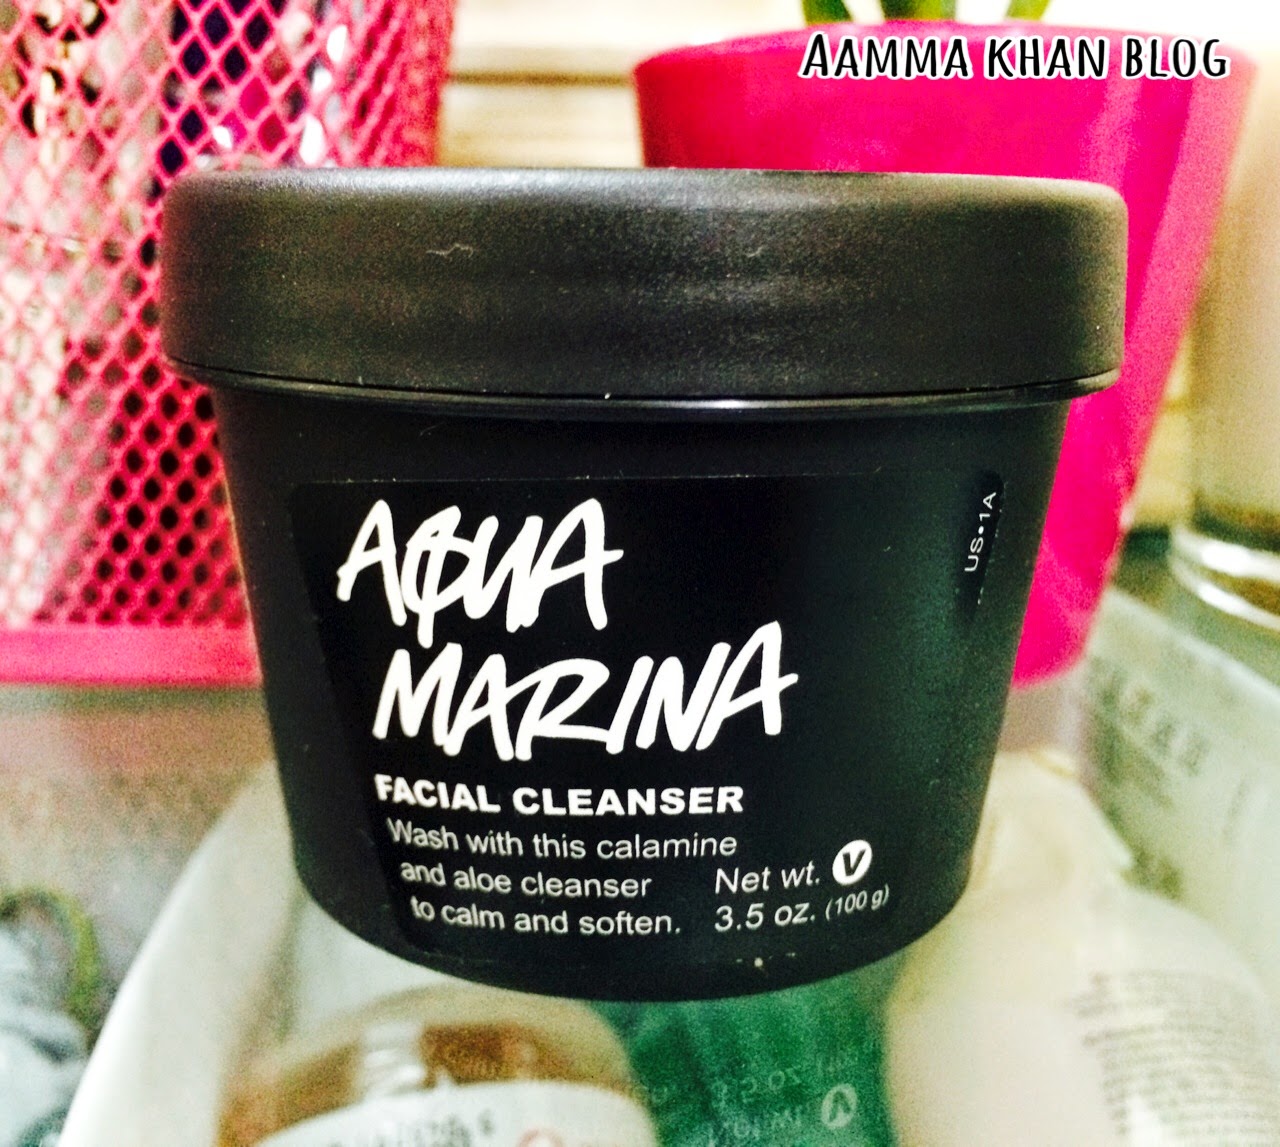 AAMMA KHAN BLOG
US•1A
AQUA
MARINA
FACIAL CLEANSER
Wash with this calamine
and aloe cleanser
to calm and soften.
Net wt. V
3.5 oz. (100 g)